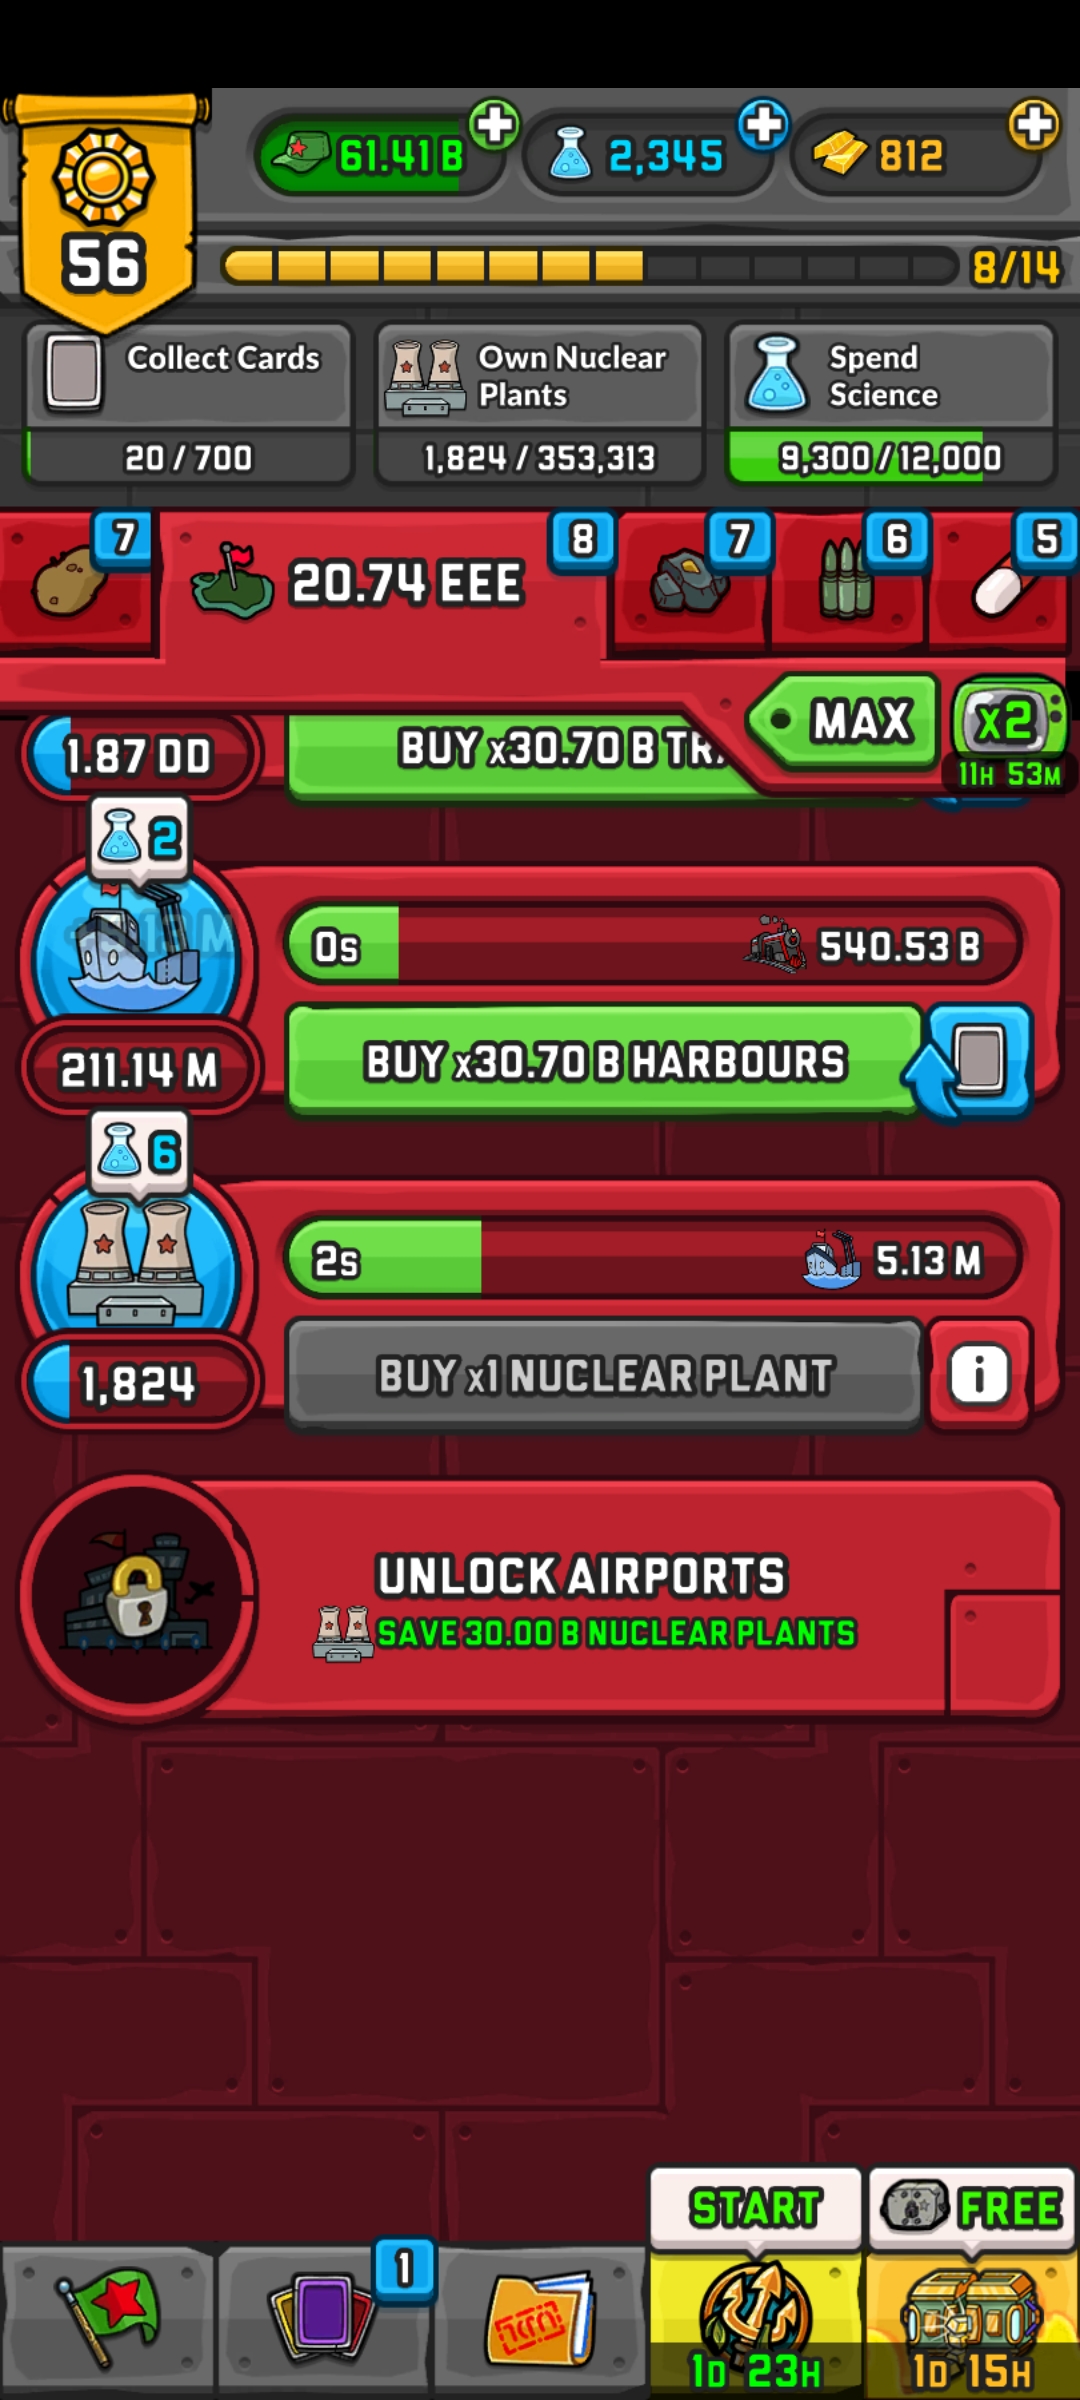 61.41 B
2,345
812
56
8/14
Collect Cards
20 / 700
Own Nuclear
Plants
1,824 / 353,313
Spend
Science
9,300 / 12,000
7
20.74 EEE
8
7
6
5
MAX
x2
11H 53M
1.87 DD
BUY x30.70 B
2
0s
540.53 B
211.14 M
BUY x30.70 B HARBOURS
6
2s
5.13 M
1,824
BUY x1 NUCLEAR PLANT
i
UNLOCK AIRPORTS
SAVE 30.00 B NUCLEAR PLANTS
START
FREE
1
1D 23H
1D 15H